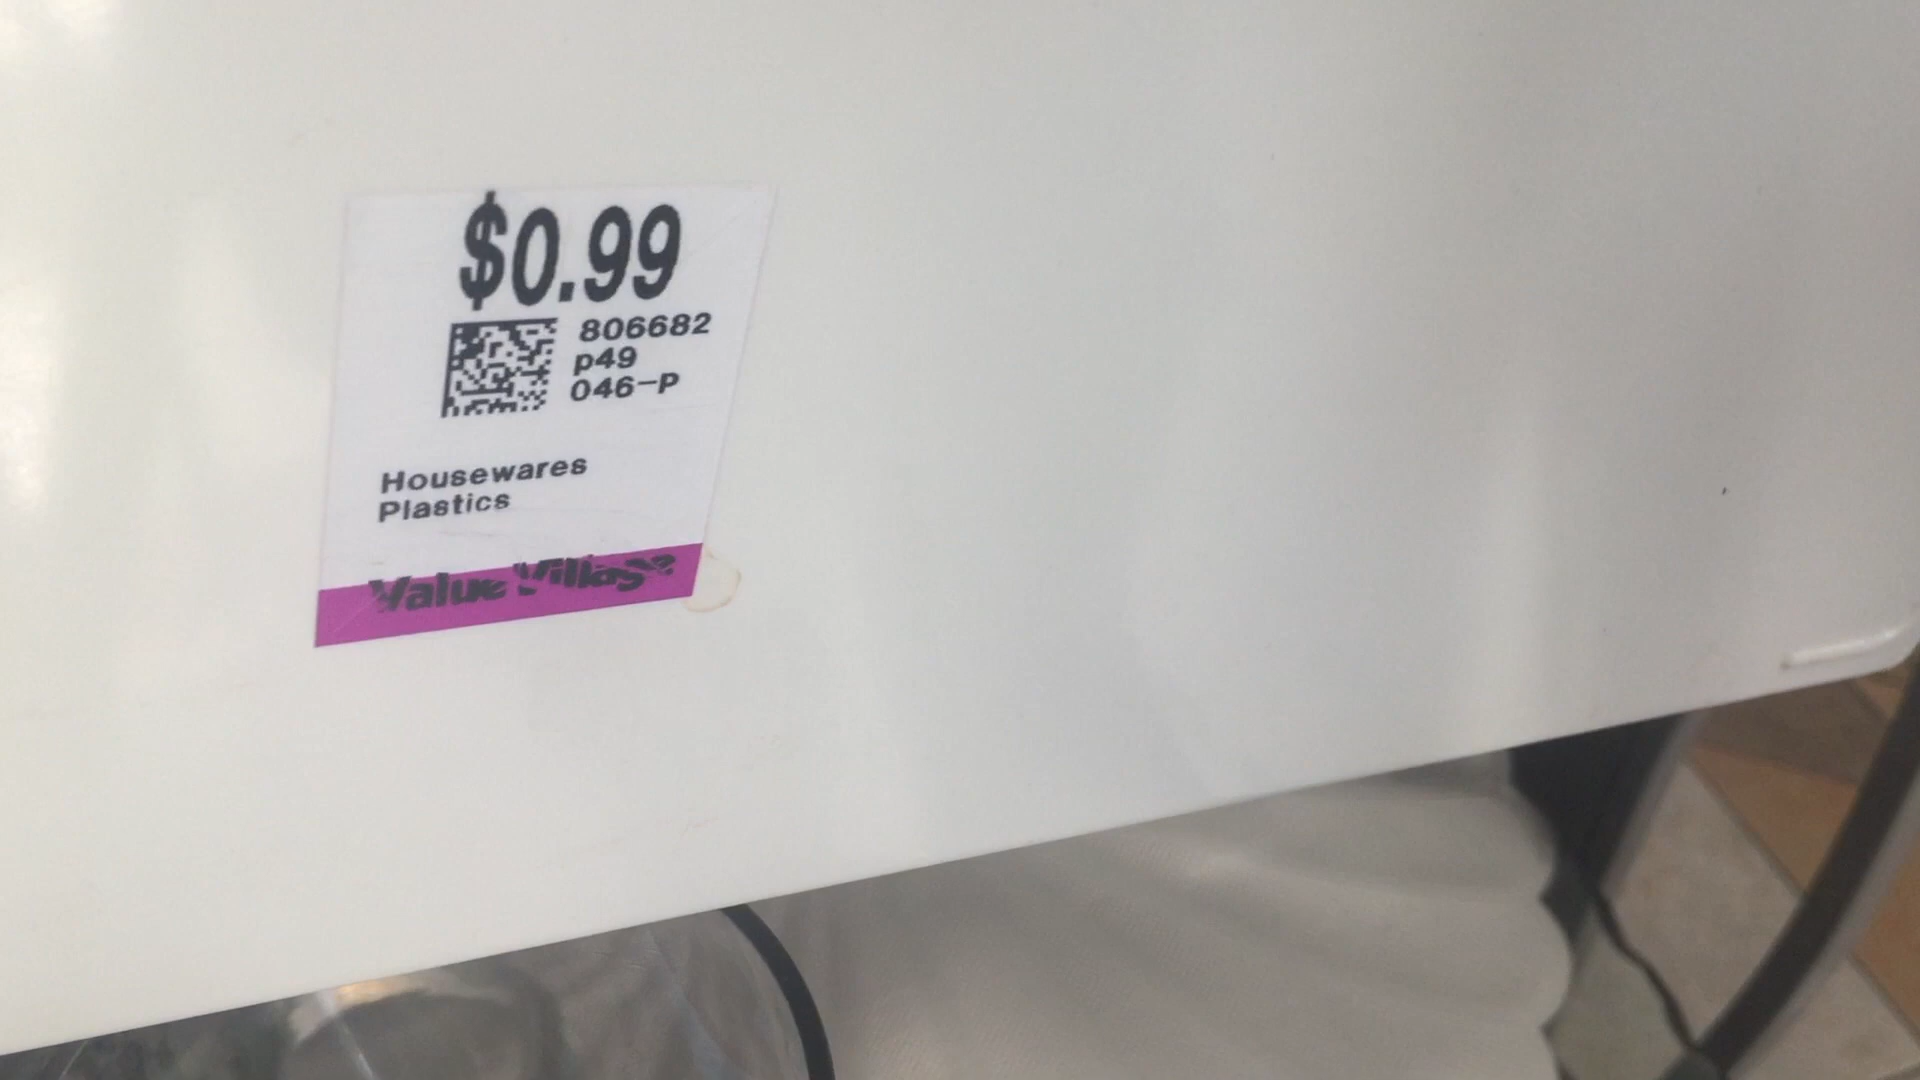 $0.99
806682
p49
046-P
Housewares
Plastics
Value Village